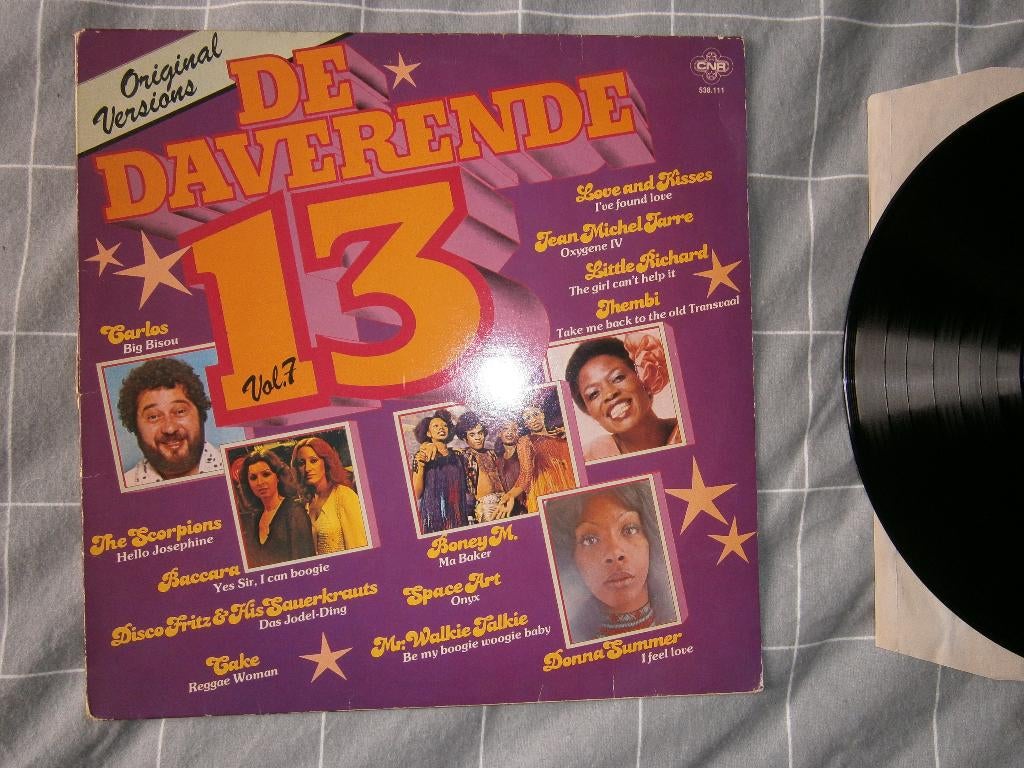 Original
Versions
DE
DAVERENDE
13
Vol.7
CNR
538.111
Love and Kisses
I've found love
Jean Michel Jarre
Oxygene IV
Little Richard
The girl can't help it
Thembi
Take me back to the old Transvaal
Carlos
Big Bisou
The Scorpions
Hello Josephine
Baccara
Yes Sir, I can boogie
Disco Fritz & His Sauerkrauts
Das Jodel-Ding
Cake
Reggae Woman
Boney M.
Ma Baker
Space Art
Onyx
Mr. Walkie Talkie
Be my boogie woogie baby
Donna Summer
I feel love